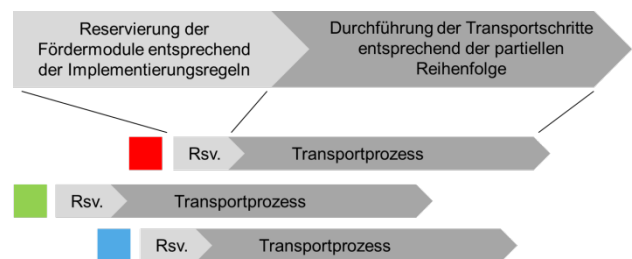 Reservierung der
Fördermodule entsprechend
der Implementierungsregeln
Durchführung der Transportschritte
entsprechend der partiellen
Reihenfolge
Rsv. Transportprozess
Rsv. Transportprozess
Rsv. Transportprozess